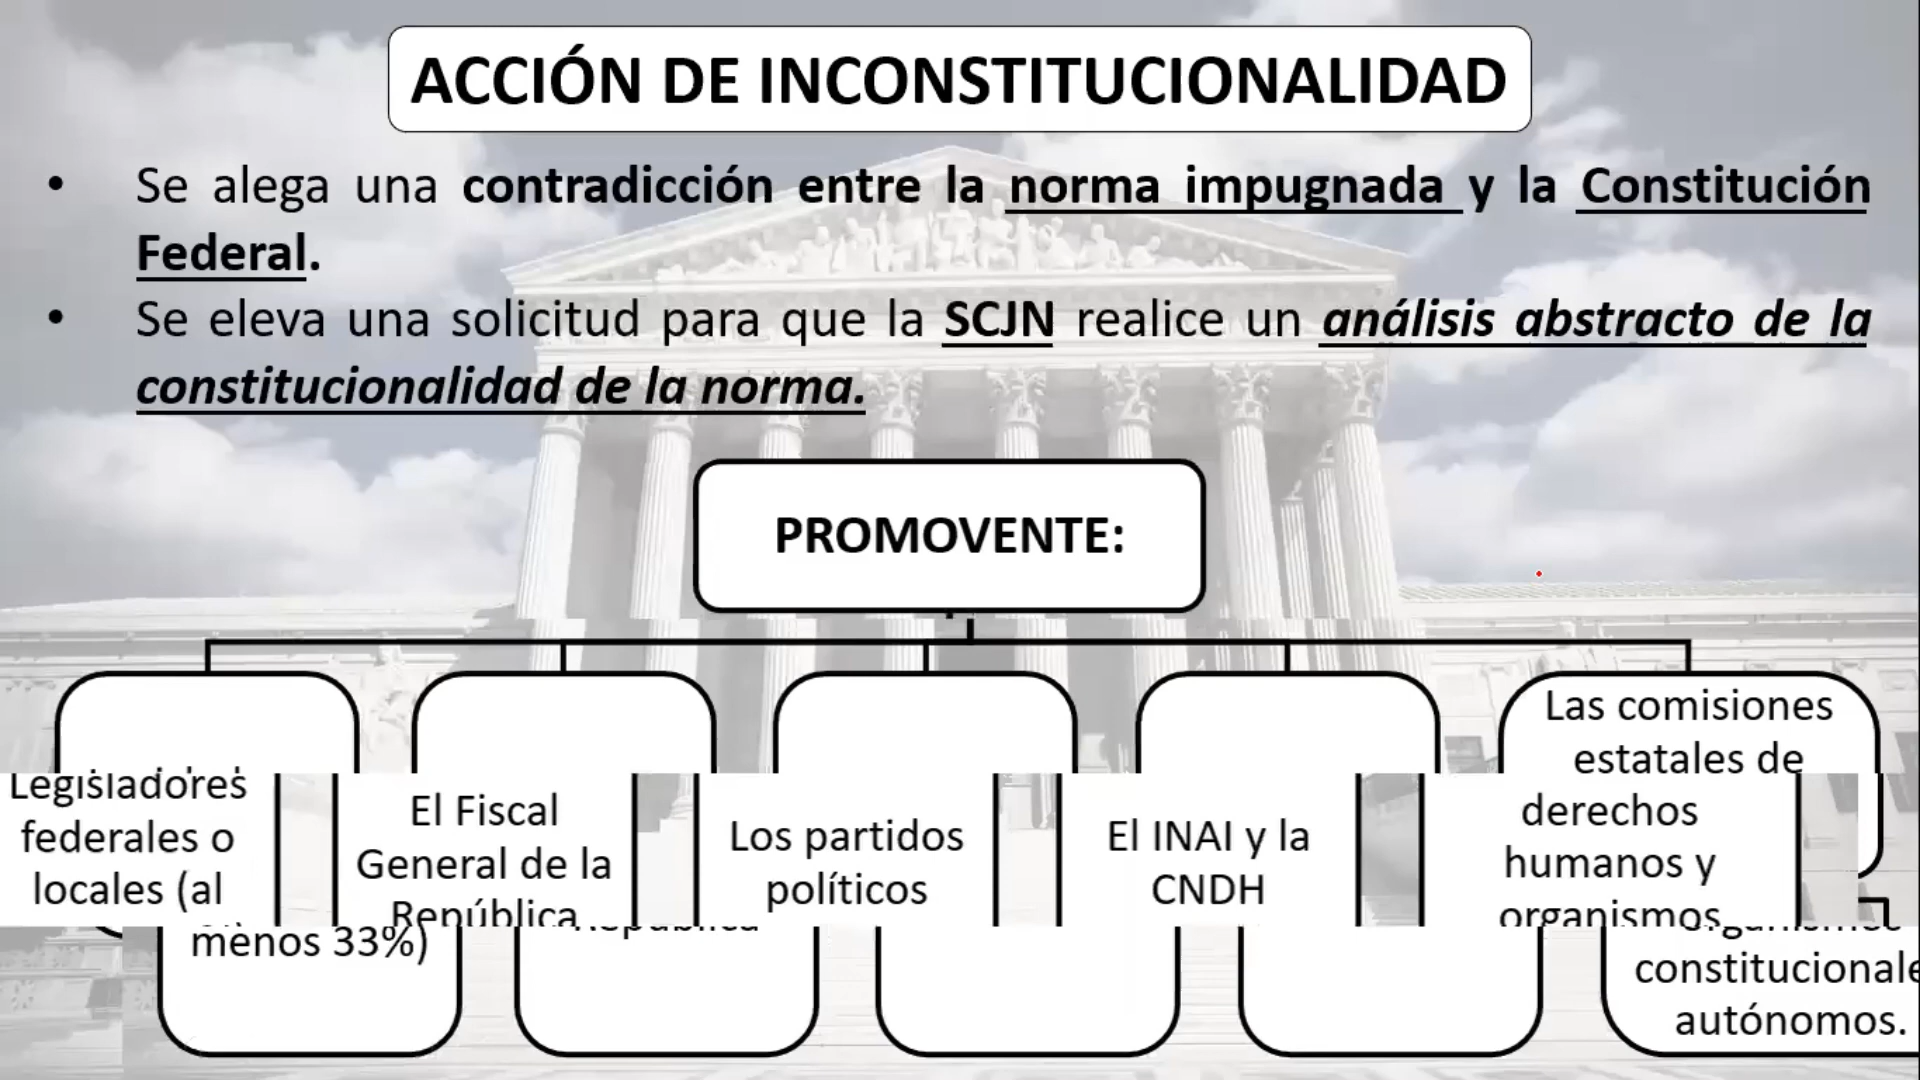 ACCIÓN DE INCONSTITUCIONALIDAD
• Se alega una contradicción entre la norma impugnada y la Constitución
Federal.
• Se eleva una solicitud para que la SCJN realice un análisis abstracto de la
constitucionalidad de la norma.
PROMOVENTE:
Legisladores
federales o
locales (al
menos 33%)
El Fiscal
General de la
República
Los partidos
políticos
El INAI y la
CNDH
Las comisiones
estatales de
derechos
humanos y
organismos
constitucionale
autónomos.